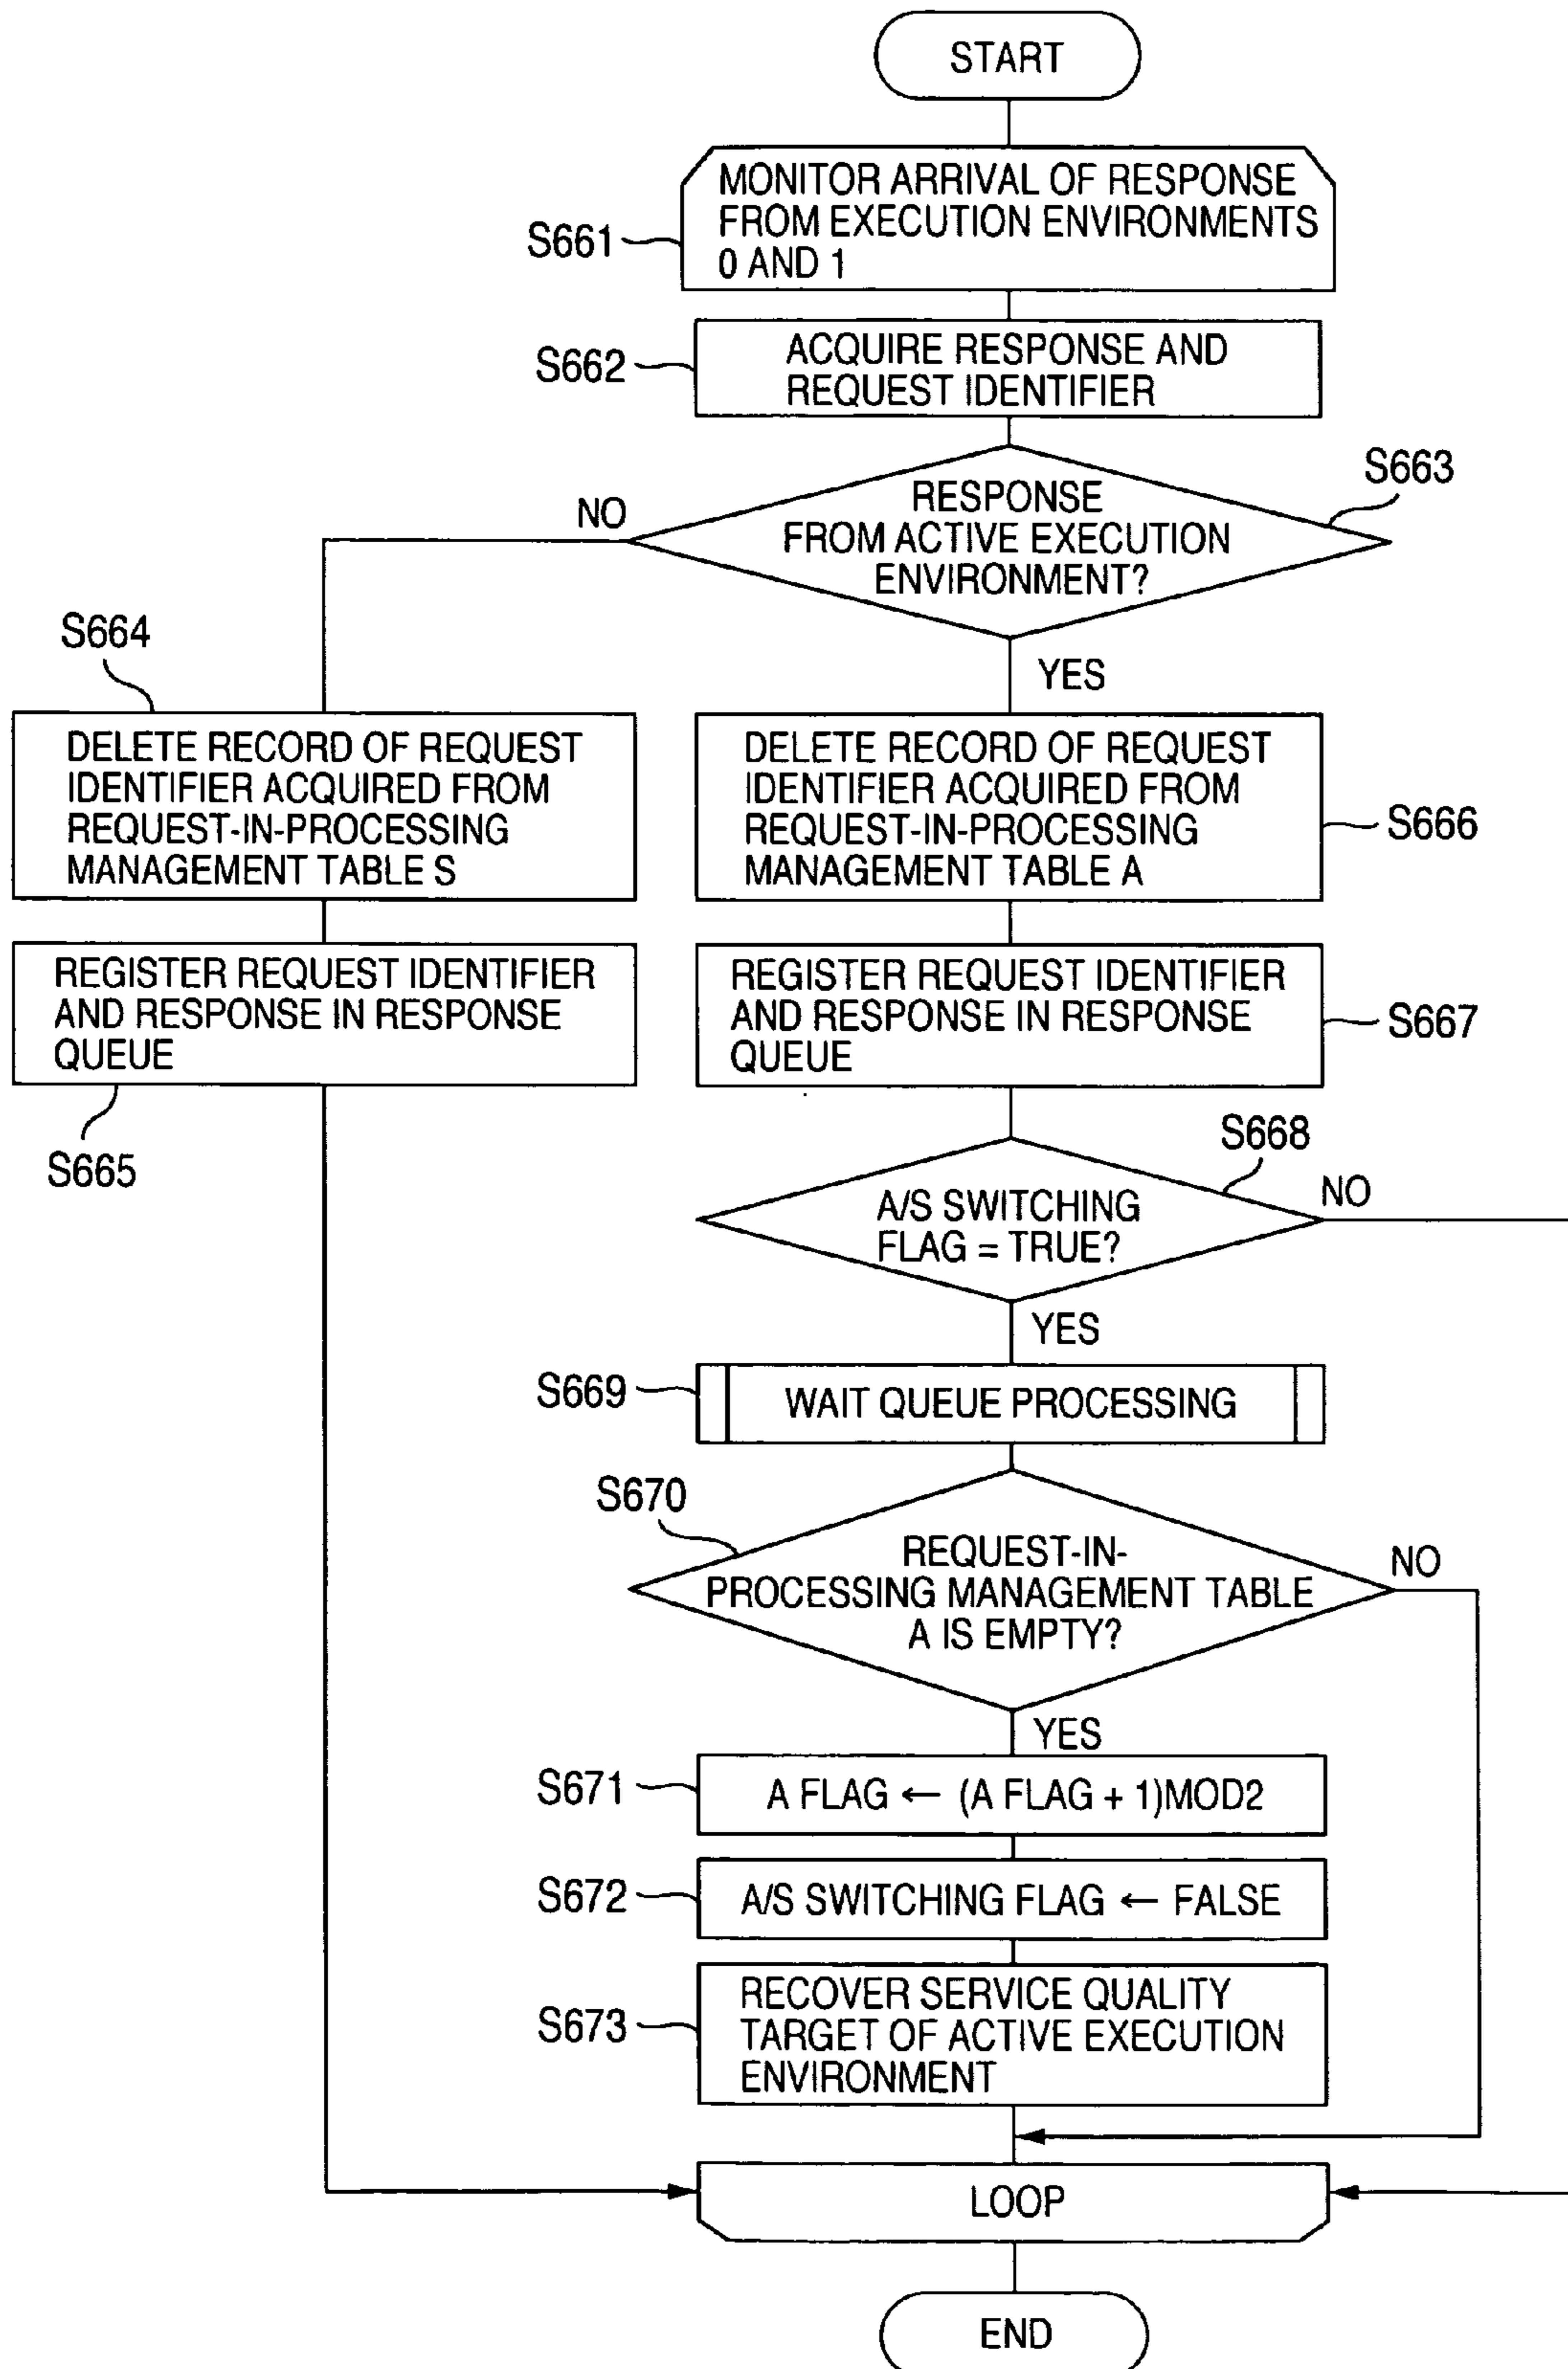 START
MONITOR ARRIVAL OF RESPONSE
FROM EXECUTION ENVIRONMENTS
0 AND 1
S661
ACQUIRE RESPONSE AND
REQUEST IDENTIFIER
S662
S663
RESPONSE
FROM ACTIVE EXECUTION
ENVIRONMENT?
NO
YES
S664
DELETE RECORD OF REQUEST
IDENTIFIER ACQUIRED FROM
REQUEST-IN-PROCESSING
MANAGEMENT TABLE S
DELETE RECORD OF REQUEST
IDENTIFIER ACQUIRED FROM
REQUEST-IN-PROCESSING
MANAGEMENT TABLE A
S666
REGISTER REQUEST IDENTIFIER
AND RESPONSE IN RESPONSE
QUEUE
S665
REGISTER REQUEST IDENTIFIER
AND RESPONSE IN RESPONSE
QUEUE
S667
S668
A/S SWITCHING
FLAG = TRUE?
NO
YES
S669
WAIT QUEUE PROCESSING
S670
REQUEST-IN-
PROCESSING MANAGEMENT TABLE
A IS EMPTY?
NO
YES
S671
A FLAG ← (A FLAG + 1)MOD2
S672
A/S SWITCHING FLAG ← FALSE
S673
RECOVER SERVICE QUALITY
TARGET OF ACTIVE EXECUTION
ENVIRONMENT
LOOP
END